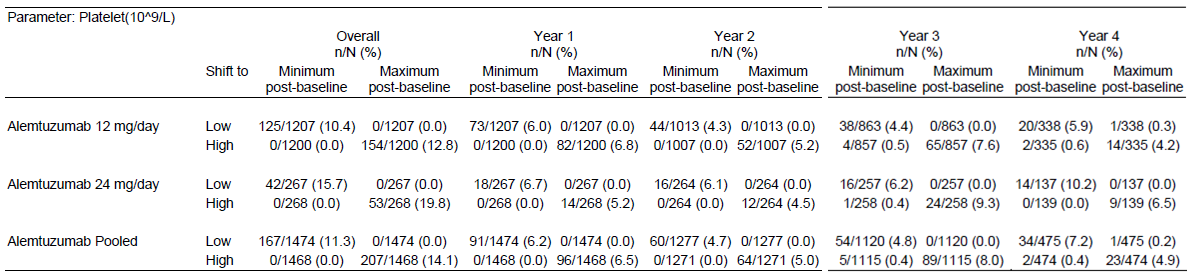 Parameter: Platelet(10^9/L)
Overall Year 1 Year 2 Year 3 Year 4
n/N (%) n/N (%) n/N (%) n/N (%) n/N (%)
Shift to Minimum Maximum Minimum Maximum Minimum Maximum Minimum Maximum Minimum Maximum
post-baseline post-baseline post-baseline post-baseline post-baseline post-baseline post-baseline post-baseline post-baseline post-baseline
Alemtuzumab 12 mg/day Low 125/1207 (10.4) 0/1207 (0.0) 73/1207 (6.0) 0/1207 (0.0) 44/1013 (4.3) 0/1013 (0.0) 38/863 (4.4) 0/863 (0.0) 20/338 (5.9) 1/338 (0.3)
High 0/1200 (0.0) 154/1200 (12.8) 0/1200 (0.0) 82/1200 (6.8) 0/1007 (0.0) 52/1007 (5.2) 4/857 (0.5) 65/857 (7.6) 2/335 (0.6) 14/335 (4.2)
Alemtuzumab 24 mg/day Low 42/267 (15.7) 0/267 (0.0) 18/267 (6.7) 0/267 (0.0) 16/264 (6.1) 0/264 (0.0) 16/257 (6.2) 0/257 (0.0) 14/137 (10.2) 0/137 (0.0)
High 0/268 (0.0) 53/268 (19.8) 0/268 (0.0) 14/268 (5.2) 0/264 (0.0) 12/264 (4.5) 1/258 (0.4) 24/258 (9.3) 0/139 (0.0) 9/139 (6.5)
Alemtuzumab Pooled Low 167/1474 (11.3) 0/1474 (0.0) 91/1474 (6.2) 0/1474 (0.0) 60/1277 (4.7) 0/1277 (0.0) 54/1120 (4.8) 0/1120 (0.0) 34/475 (7.2) 1/475 (0.2)
High 0/1468 (0.0) 207/1468 (14.1) 0/1468 (0.0) 96/1468 (6.5) 0/1271 (0.0) 64/1271 (5.0) 5/1115 (0.4) 89/1115 (8.0) 2/474 (0.4) 23/474 (4.9)